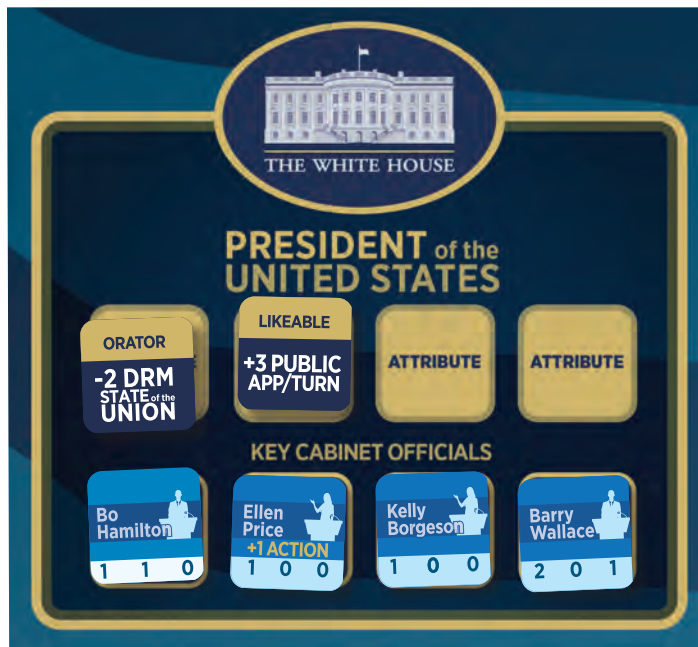 THE WHITE HOUSE
PRESIDENT of the
UNITED STATES
ORATOR
-2 DRM
STATE of the
UNION
LIKEABLE
+3 PUBLIC
APP/TURN
ATTRIBUTE
ATTRIBUTE
KEY CABINET OFFICIALS
Bo
Hamilton
1 1 0
Ellen
Price
+1 ACTION
1 0 0
Kelly
Borgeson
1 0 0
Barry
Wallace
2 0 1